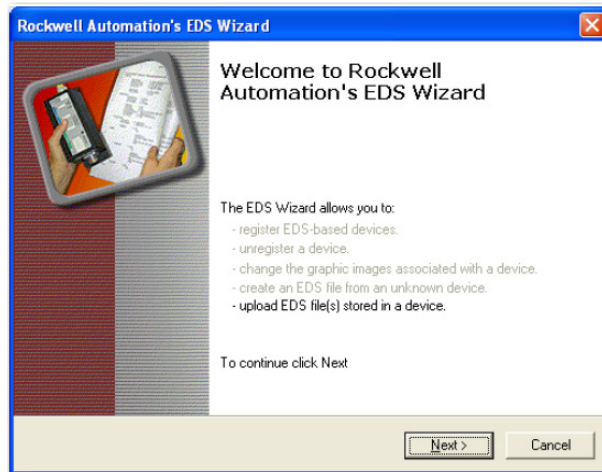 Rockwell Automation's EDS Wizard
Welcome to Rockwell
Automation's EDS Wizard
The EDS Wizard allows you to:
- register EDS-based devices.
- unregister a device.
- change the graphic images associated with a device.
- create an EDS file from an unknown device.
- upload EDS file(s) stored in a device.
To continue click Next
Next >
Cancel